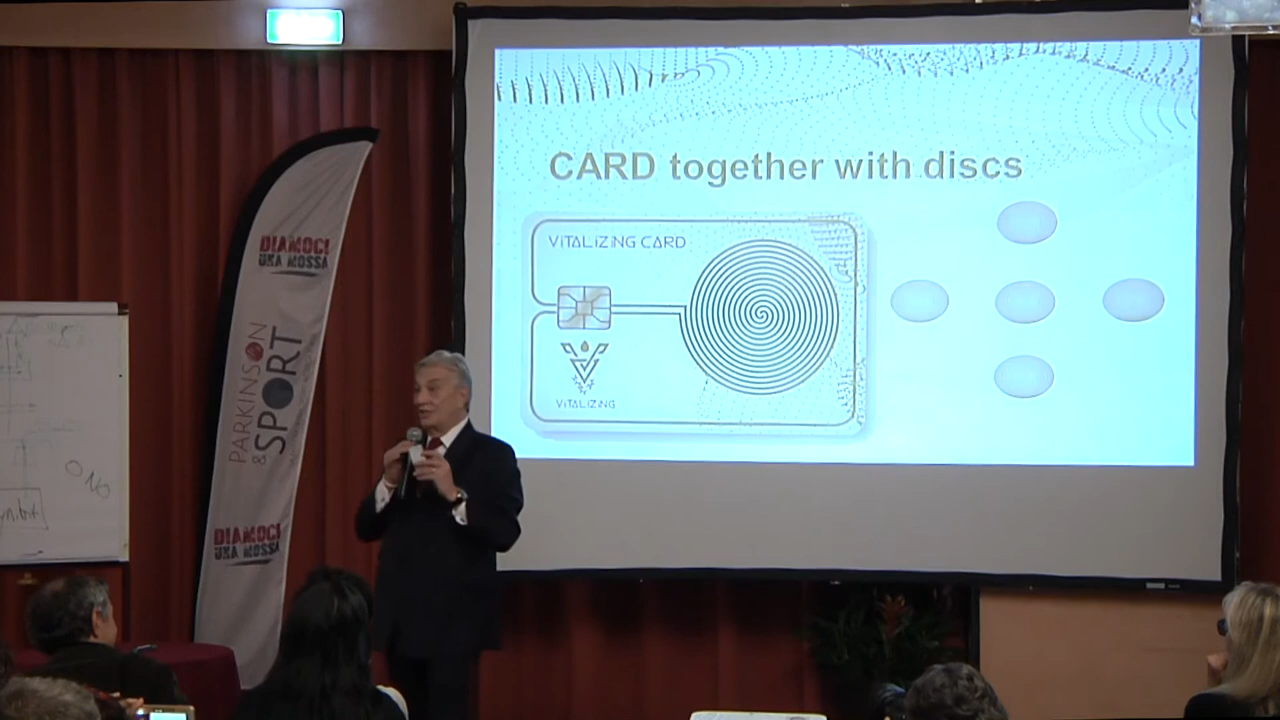 CARD together with discs
VITALIZING CARD
VITALIZING
DIAMOCI
UNA MOSSA
PARKINSON
& SPORT
DIAMOCI
UNA MOSSA